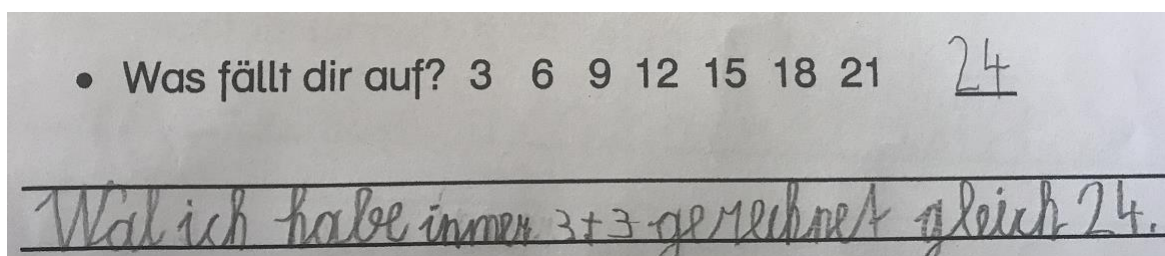 • Was fällt dir auf? 3 6 9 12 15 18 21 24
Wal ich habe immer 3+3 gerechnet gleich 24.